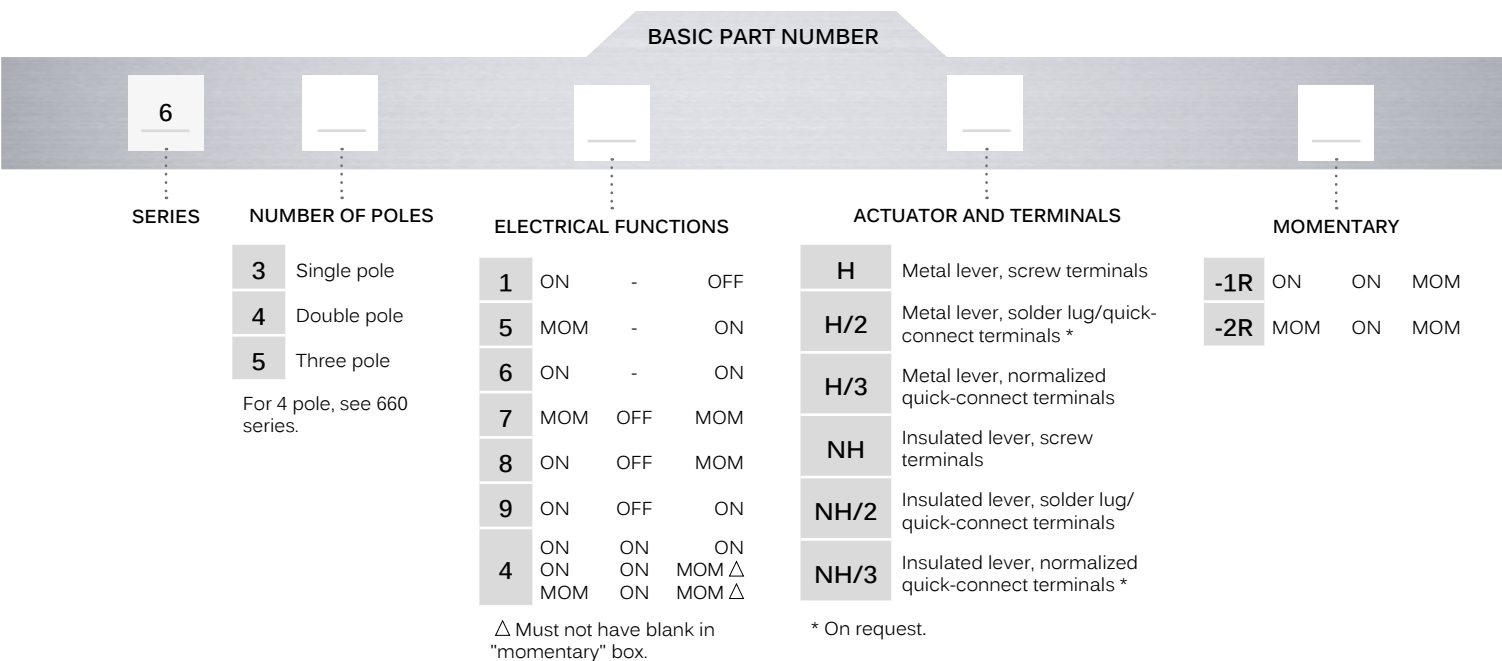 BASIC PART NUMBER
6
SERIES
NUMBER OF POLES
3 Single pole
4 Double pole
5 Three pole
For 4 pole, see 660
series.
ELECTRICAL FUNCTIONS
1 ON - OFF
5 MOM - ON
6 ON - ON
7 MOM OFF MOM
8 ON OFF MOM
9 ON OFF ON
4
ON ON ON
ON ON MOM △
MOM ON MOM △
△ Must not have blank in
"momentary" box.
ACTUATOR AND TERMINALS
H Metal lever, screw terminals
H/2 Metal lever, solder lug/quick-
connect terminals *
H/3 Metal lever, normalized
quick-connect terminals
NH Insulated lever, screw
terminals
NH/2 Insulated lever, solder lug/
quick-connect terminals
NH/3 Insulated lever, normalized
quick-connect terminals *
* On request.
MOMENTARY
-1R ON ON MOM
-2R MOM ON MOM